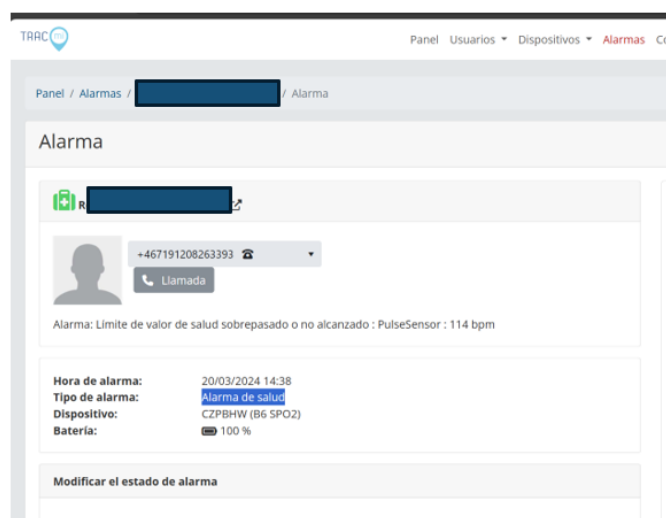 TRACmi
Panel Usuarios Dispositivos Alarmas Co
Panel / Alarmas / / Alarma
Alarma
R
+467191208263393
Llamada
Alarma: Límite de valor de salud sobrepasado o no alcanzado : PulseSensor : 114 bpm
Hora de alarma: 20/03/2024 14:38
Tipo de alarma: Alarma de salud
Dispositivo: CZPBHW (B6 SPO2)
Batería: 100 %
Modificar el estado de alarma